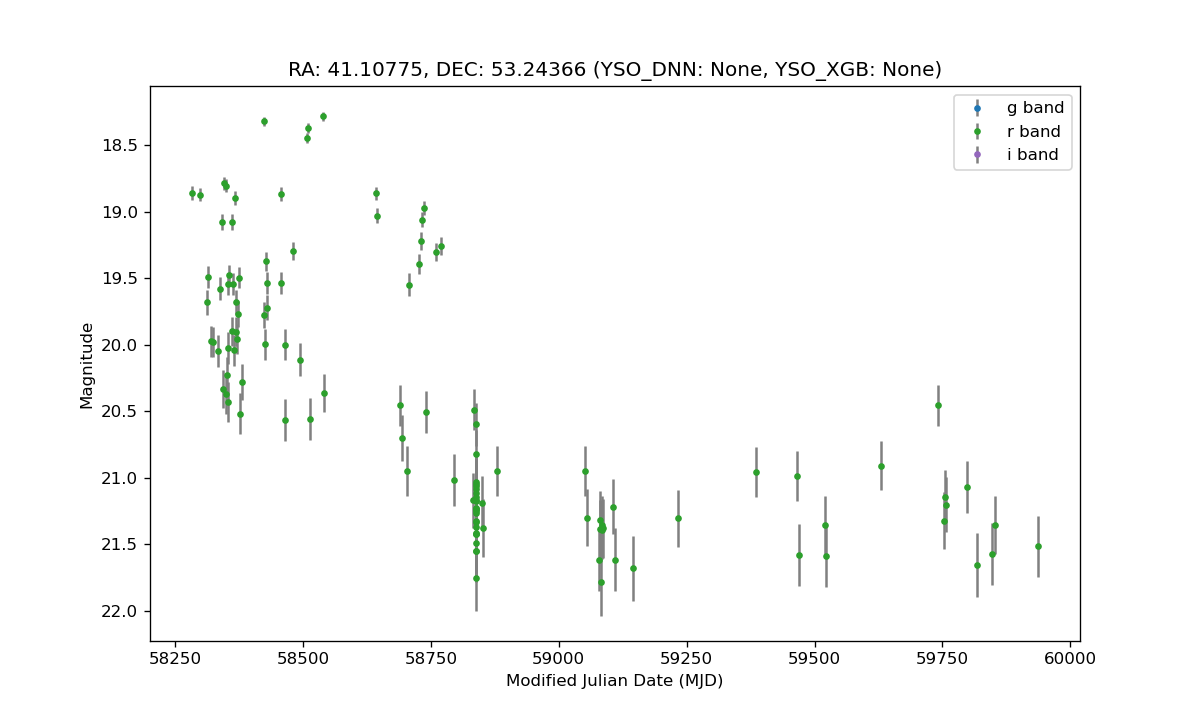 RA: 41.10775, DEC: 53.24366 (YSO_DNN: None, YSO_XGB: None)
g band
r band
i band
18.5
19.0
19.5
20.0
20.5
21.0
21.5
22.0
Magnitude
58250 58500 58750 59000 59250 59500 59750 60000
Modified Julian Date (MJD)